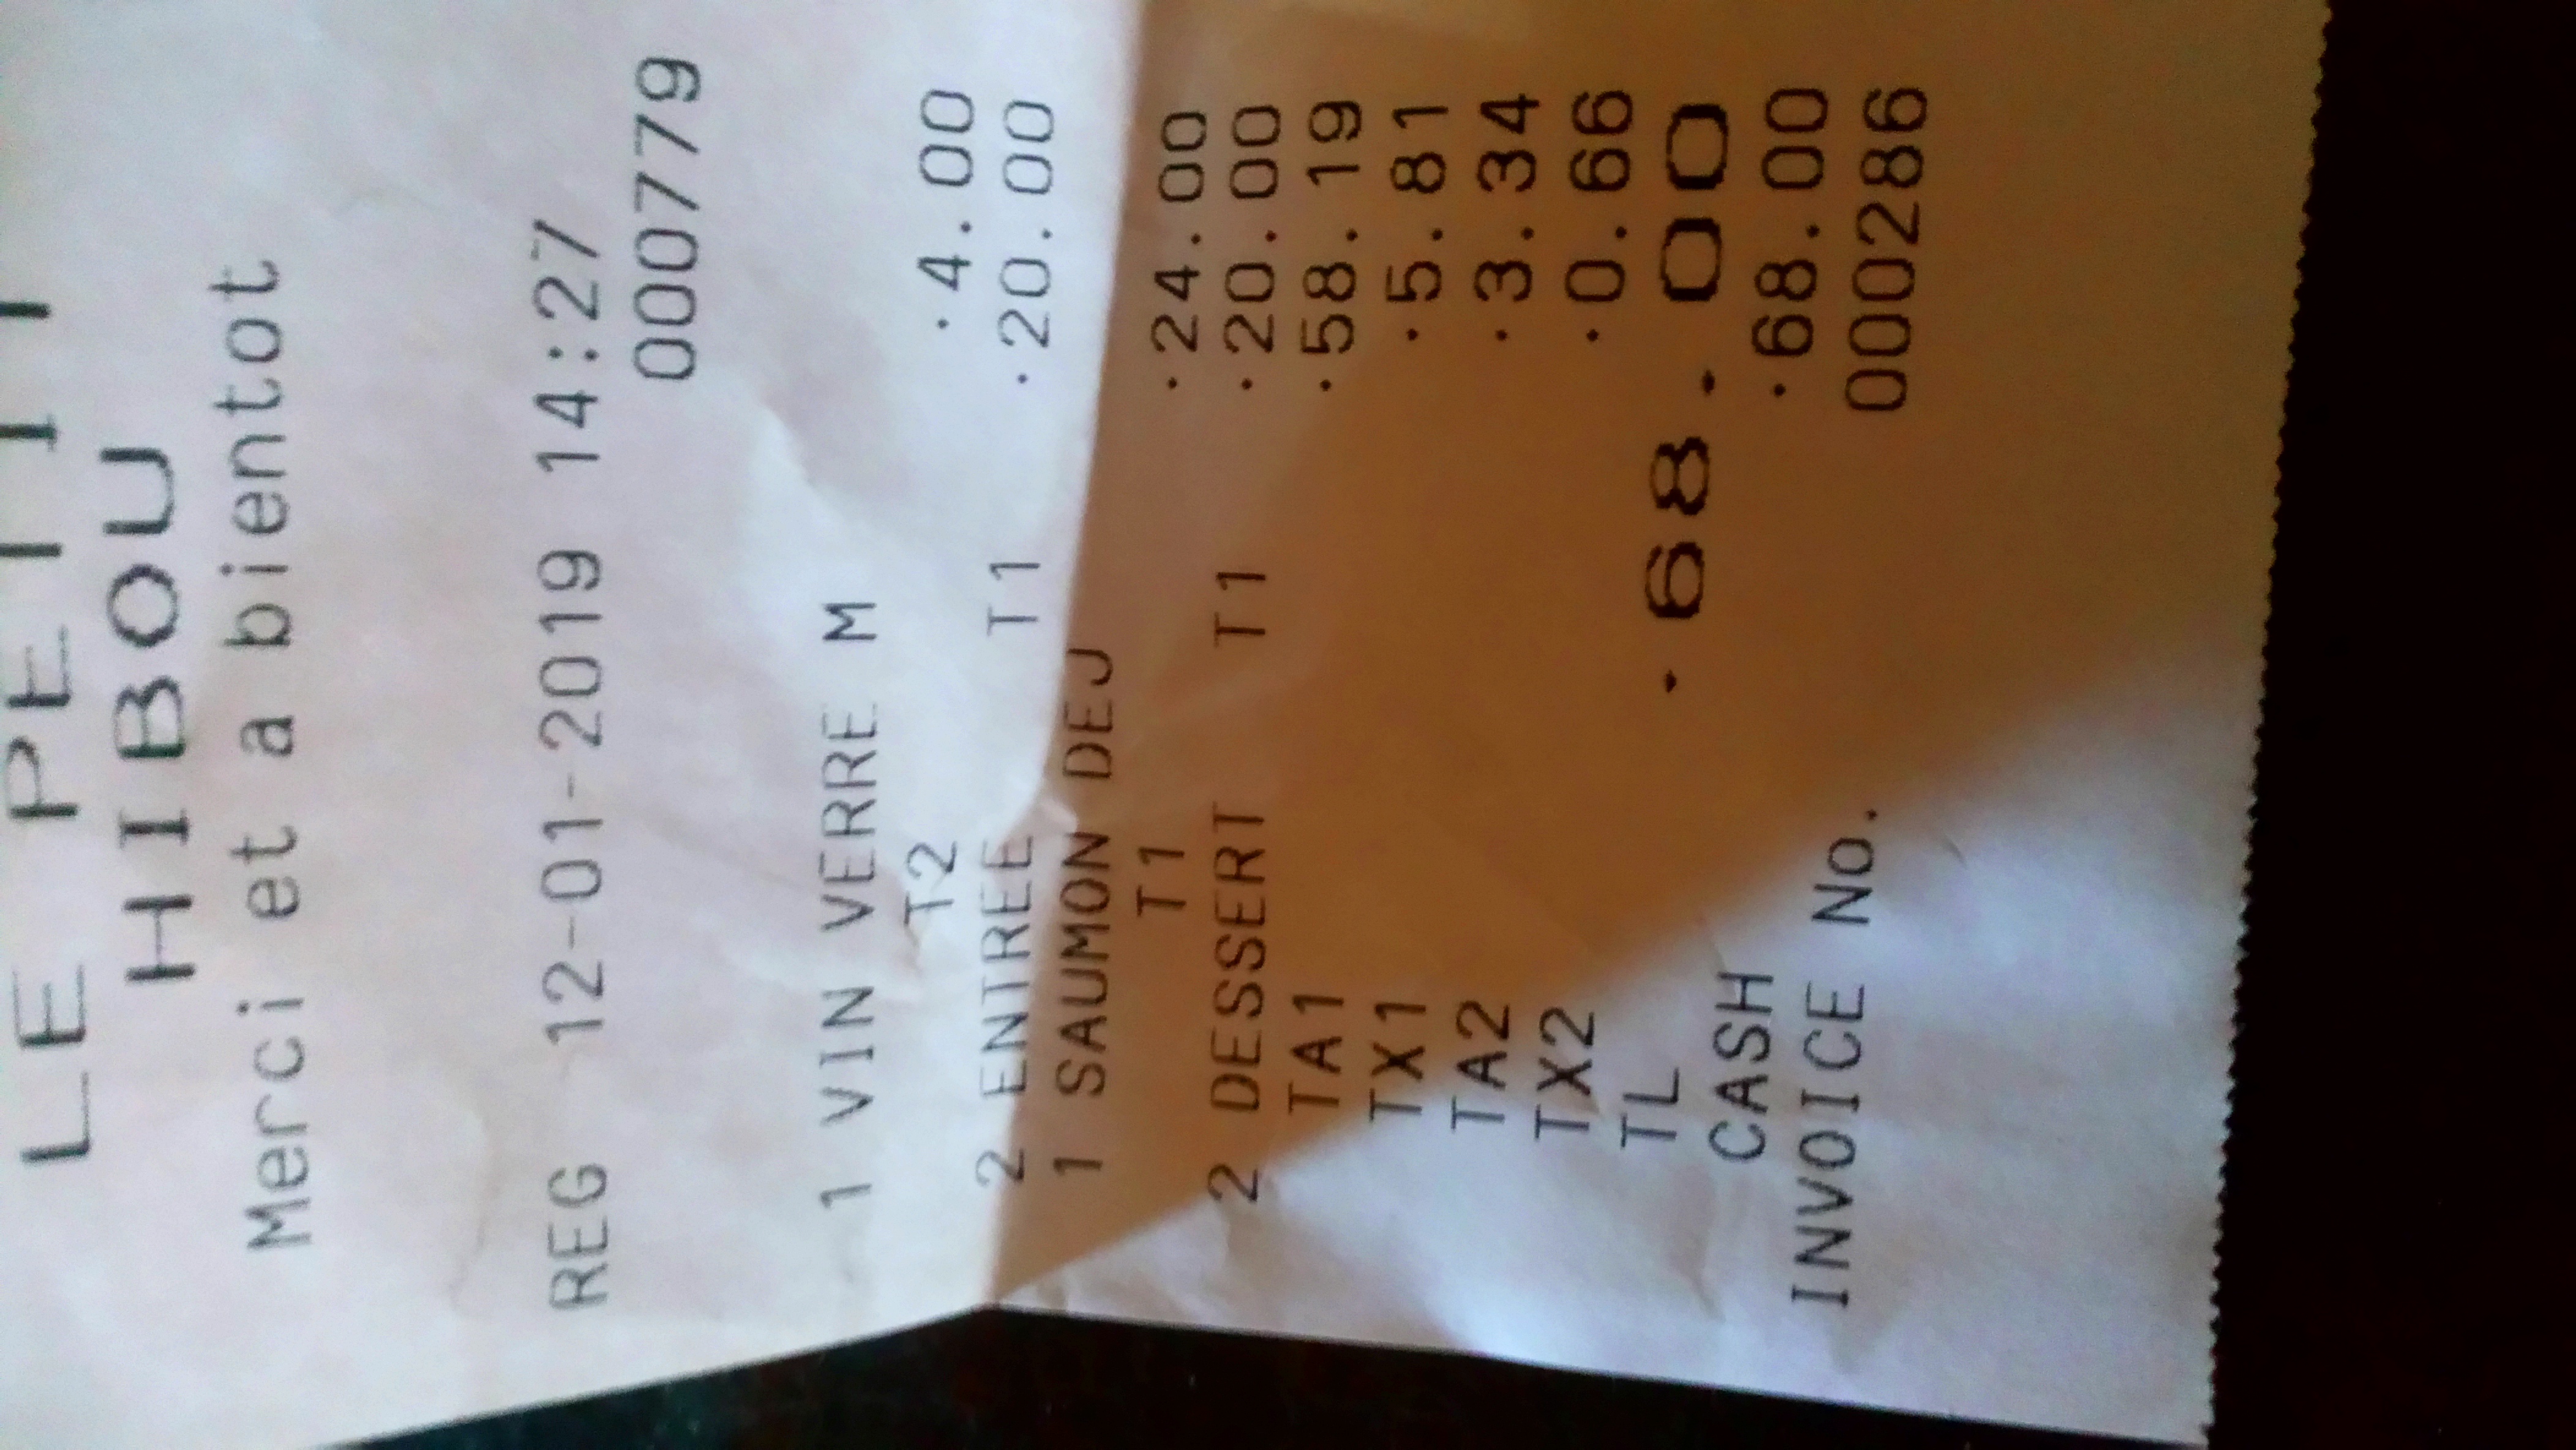 LE PETIT
HIBOU
Merci et a bientot
REG 12-01-2019 14:27
000779
1 VIN VERRE M
T2 ·4.00
2 ENTREE T1 ·20.00
1 SAUMON DEJ
T1 ·24.00
2 DESSERT T1 ·20.00
TA1 ·58.19
TX1 ·5.81
TA2 ·3.34
TX2 ·0.66
TL ·68.00
CASH ·68.00
INVOICE No. 000286